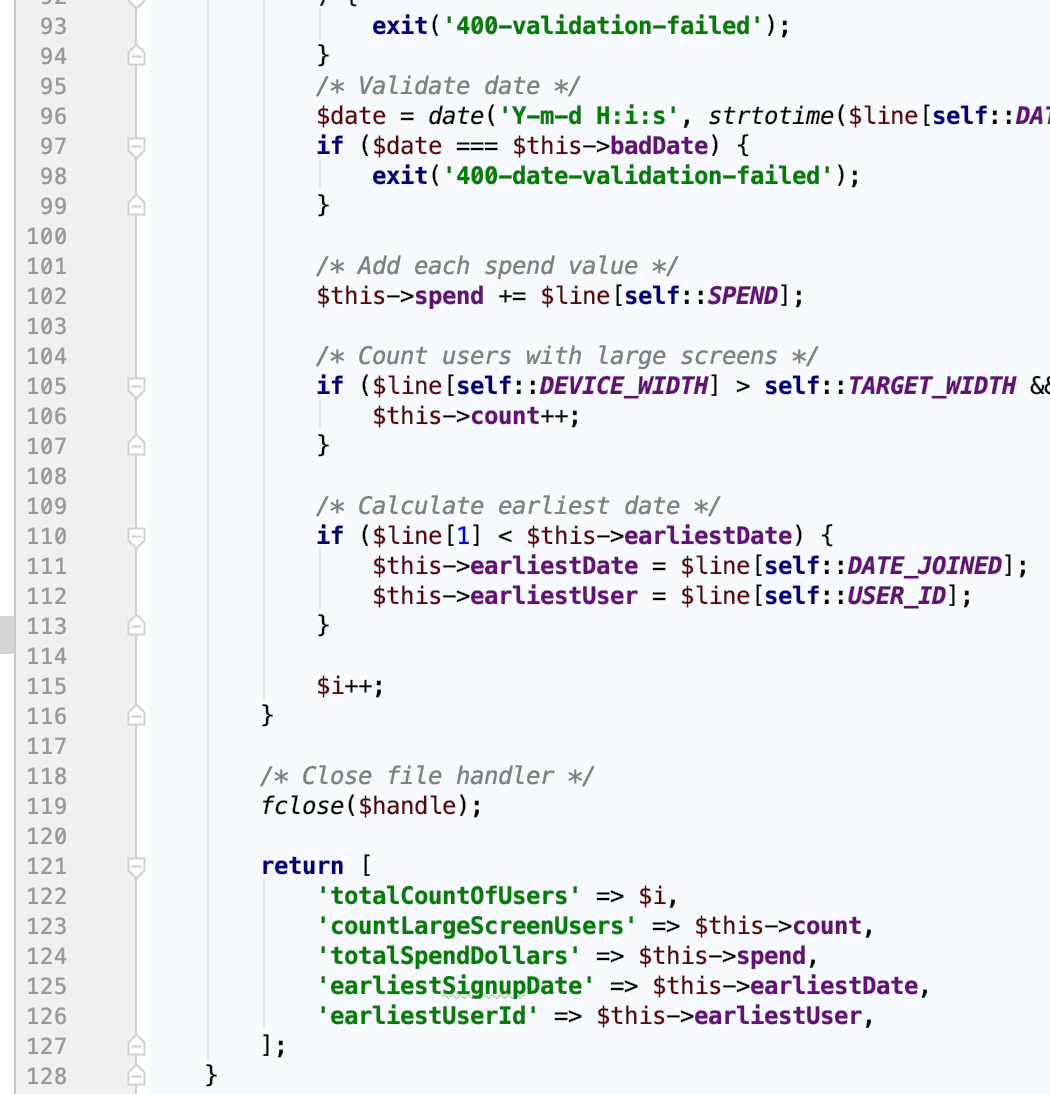 93 exit('400-validation-failed');
94 }
95 /* Validate date */
96 $date = date('Y-m-d H:i:s', strtotime($line[self::DAT
97 if ($date === $this->badDate) {
98 exit('400-date-validation-failed');
99 }
100
101 /* Add each spend value */
102 $this->spend += $line[self::SPEND];
103
104 /* Count users with large screens */
105 if ($line[self::DEVICE_WIDTH] > self::TARGET_WIDTH &&
106 $this->count++;
107 }
108
109 /* Calculate earliest date */
110 if ($line[1] < $this->earliestDate) {
111 $this->earliestDate = $line[self::DATE_JOINED];
112 $this->earliestUser = $line[self::USER_ID];
113 }
114
115 $i++;
116 }
117
118 /* Close file handler */
119 fclose($handle);
120
121 return [
122 'totalCountOfUsers' => $i,
123 'countLargeScreenUsers' => $this->count,
124 'totalSpendDollars' => $this->spend,
125 'earliestSignupDate' => $this->earliestDate,
126 'earliestUserId' => $this->earliestUser,
127 ];
128 }